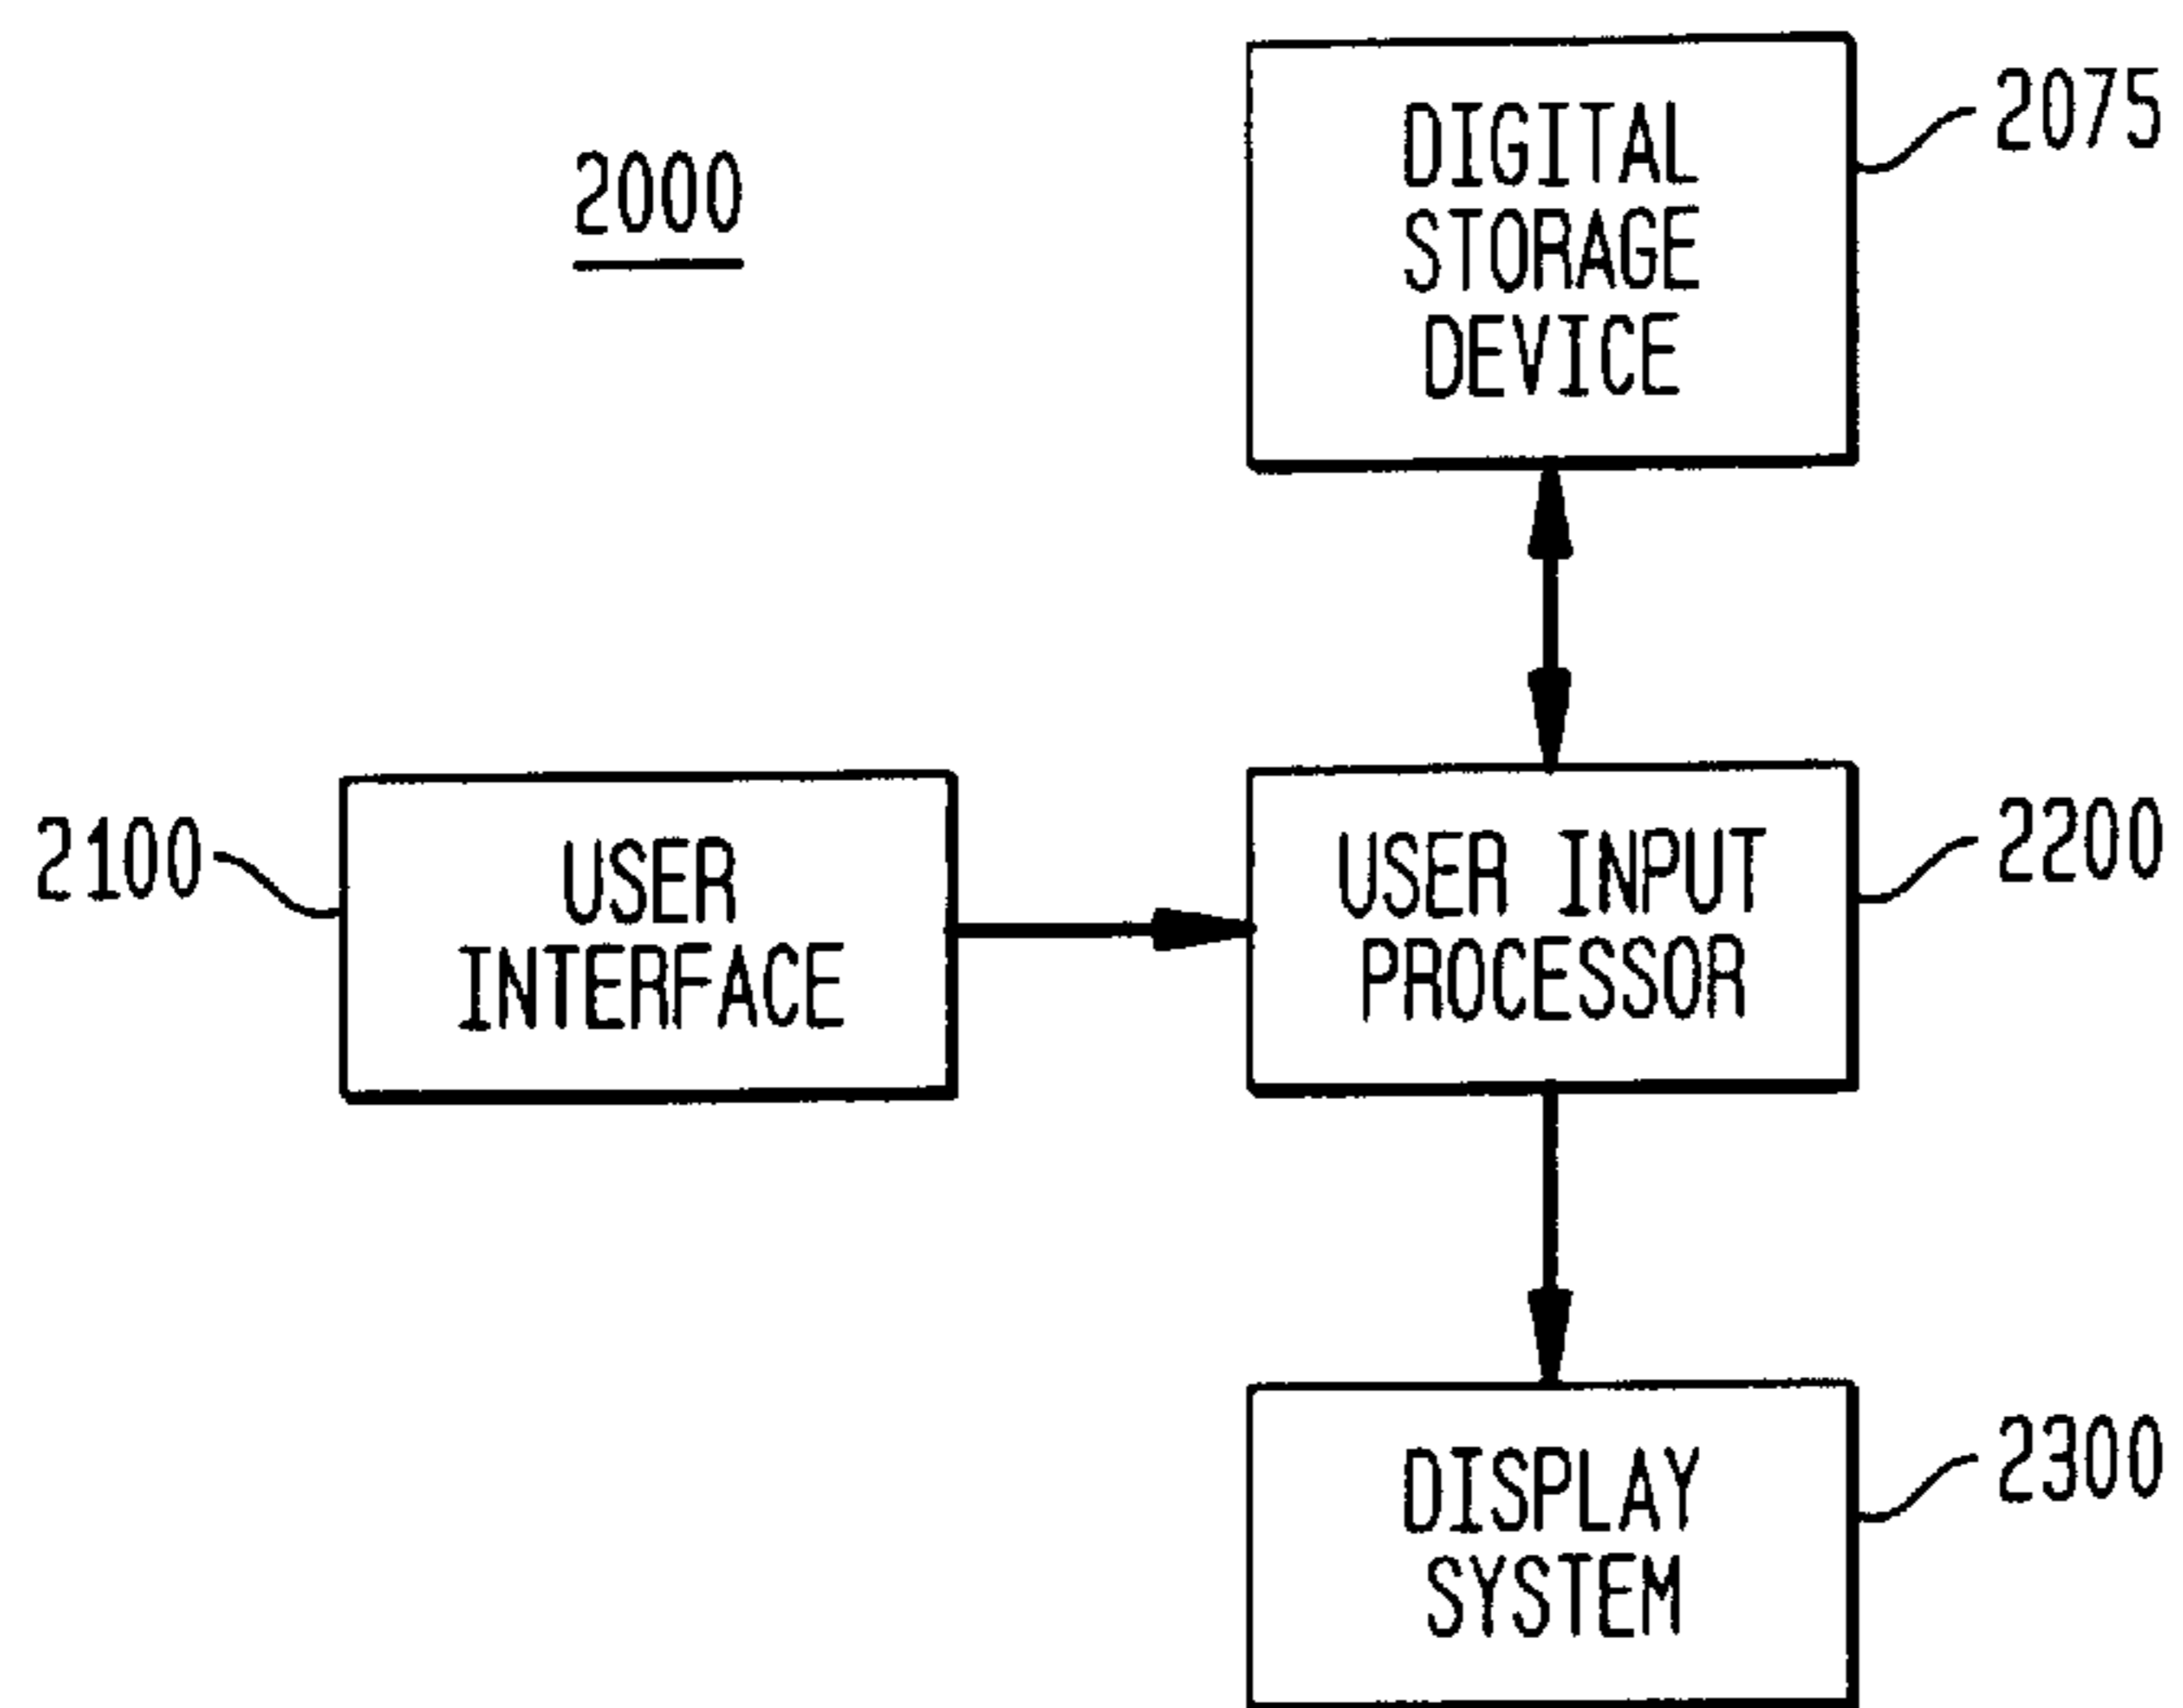 2000
DIGITAL
STORAGE
DEVICE
2075
2100
USER
INTERFACE
USER INPUT
PROCESSOR
2200
DISPLAY
SYSTEM
2300